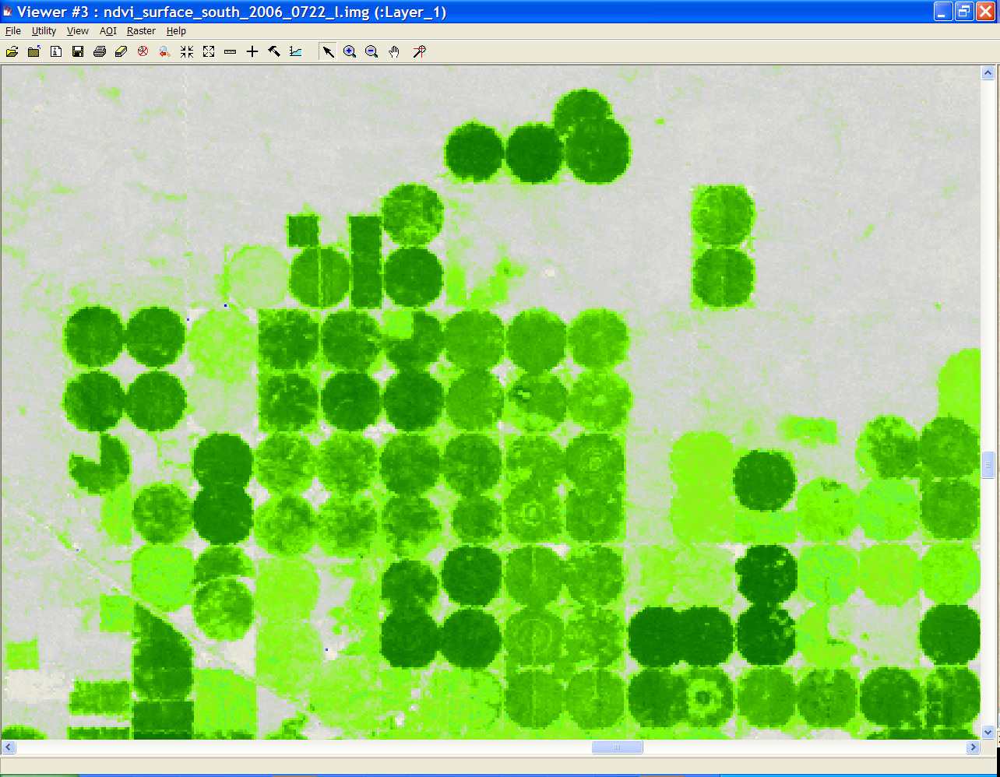 Viewer #3 : ndvi_surface_south_2006_0722_l.img (:Layer_1)
File Utility View AOI Raster Help